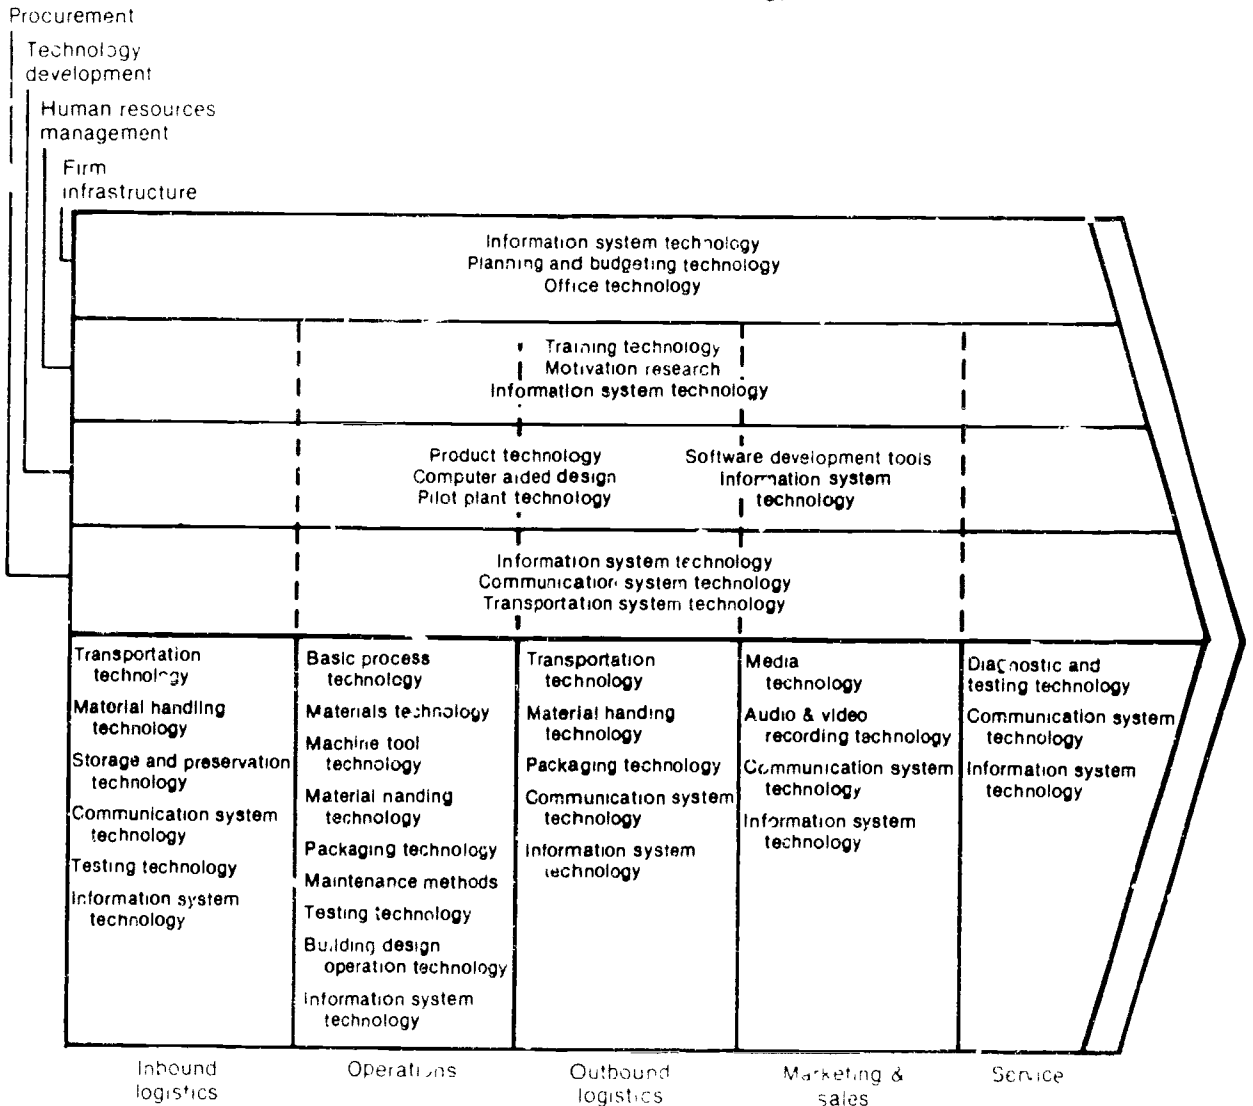 Procurement
Technology
development
Human resources
management
Firm
infrastructure
Information system technology
Planning and budgeting technology
Office technology
Training technology
Motivation research
Information system technology
Product technology
Computer aided design
Pilot plant technology
Software development tools
Information system
technology
Information system technology
Communication system technology
Transportation system technology
Transportation
technology
Material handling
technology
Storage and preservation
technology
Communication system
technology
Testing technology
Information system
technology
Basic process
technology
Materials technology
Machine tool
technology
Material handing
technology
Packaging technology
Maintenance methods
Testing technology
Building design
operation technology
Information system
technology
Transportation
technology
Material handing
technology
Packaging technology
Communication system
technology
Information system
technology
Media
technology
Audio & video
recording technology
Communication system
technology
Information system
technology
Diagnostic and
testing technology
Communication system
technology
Information system
technology
Inbound
logistics
Operations
Outbound
logistics
Marketing &
sales
Service